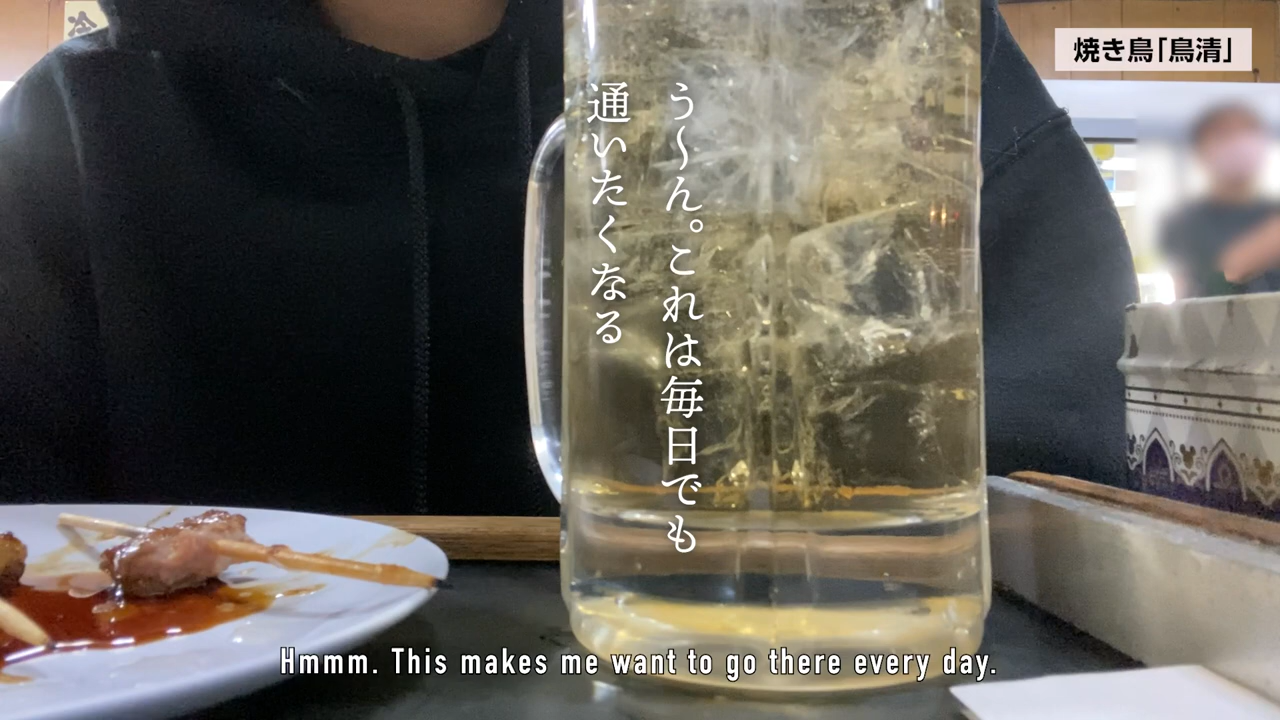 冷
焼き鳥「鳥清」
う〜ん。これは毎日でも
通いたくなる
Hmmm. This makes me want to go there every day.